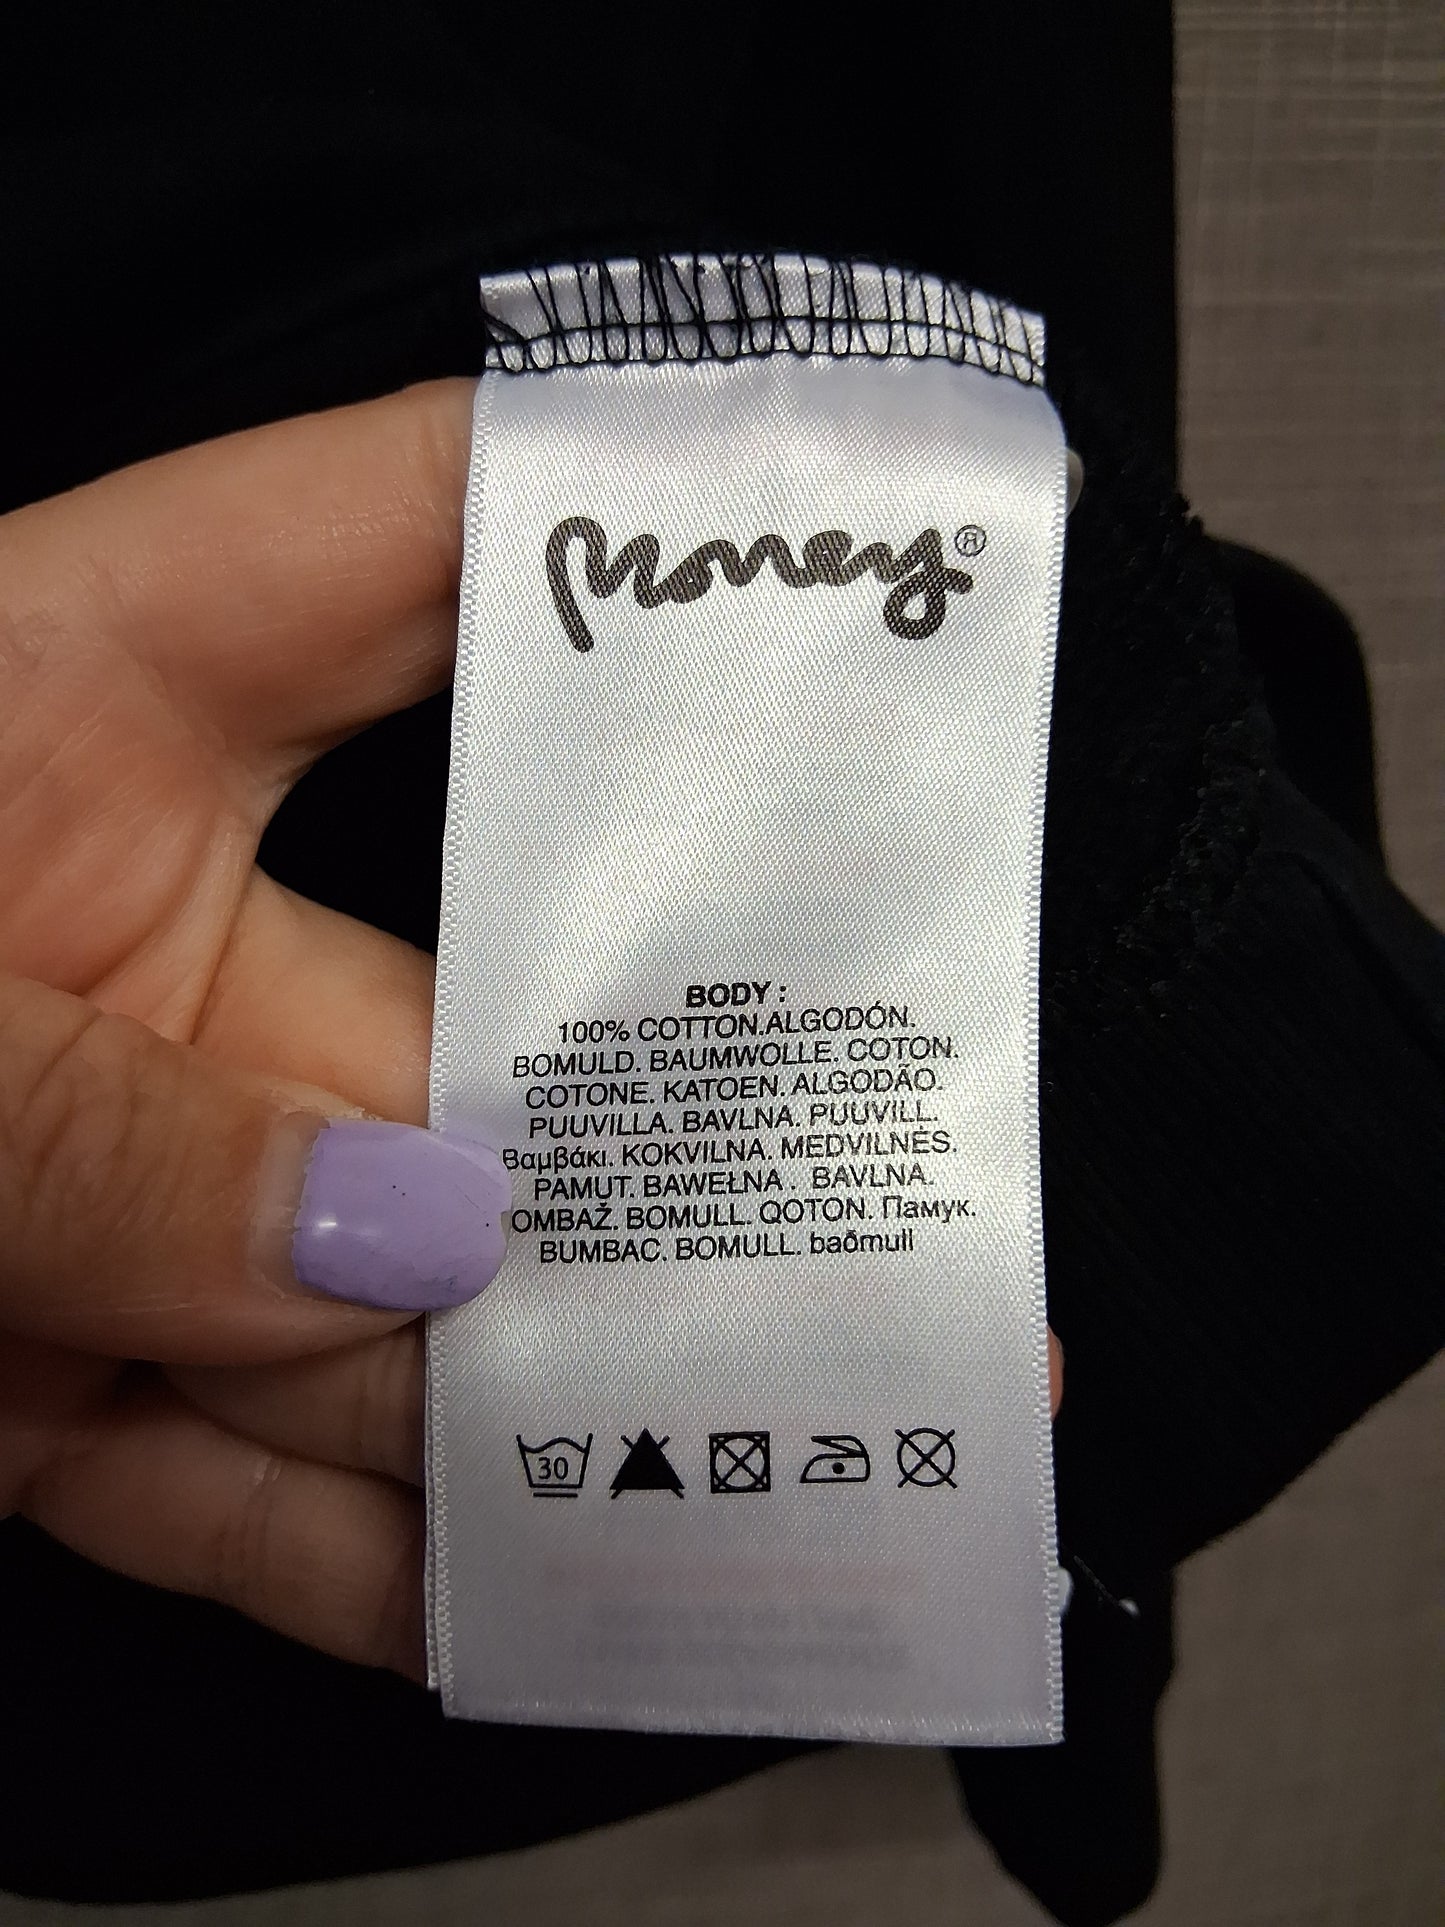 Money®
BODY :
100% COTTON.ALGODÓN.
BOMULD. BAUMWOLLE. COTON.
COTONE. KATOEN. ALGODÃO.
PUUVILLA. BAVLNA. PUUVILL.
Βαμβάκι. KOKVILNA. MEDVILNĖS.
PAMUT. BAWEŁNA . BAVLNA.
OMBAŽ. BOMULL. QOTON. Памук.
BUMBAC. BOMULL. baðmull
30